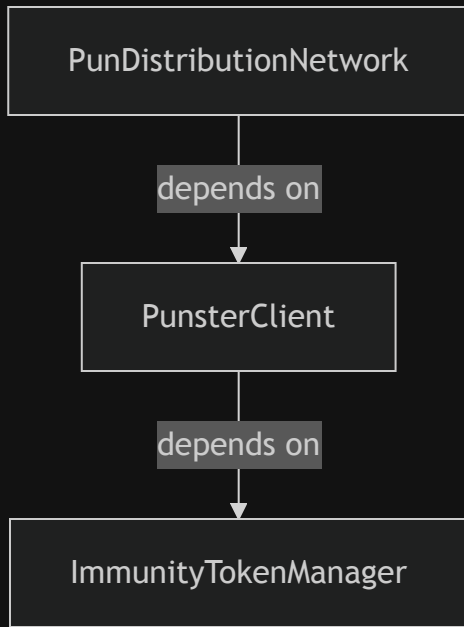 PunDistributionNetwork
depends on
PunsterClient
depends on
ImmunityTokenManager